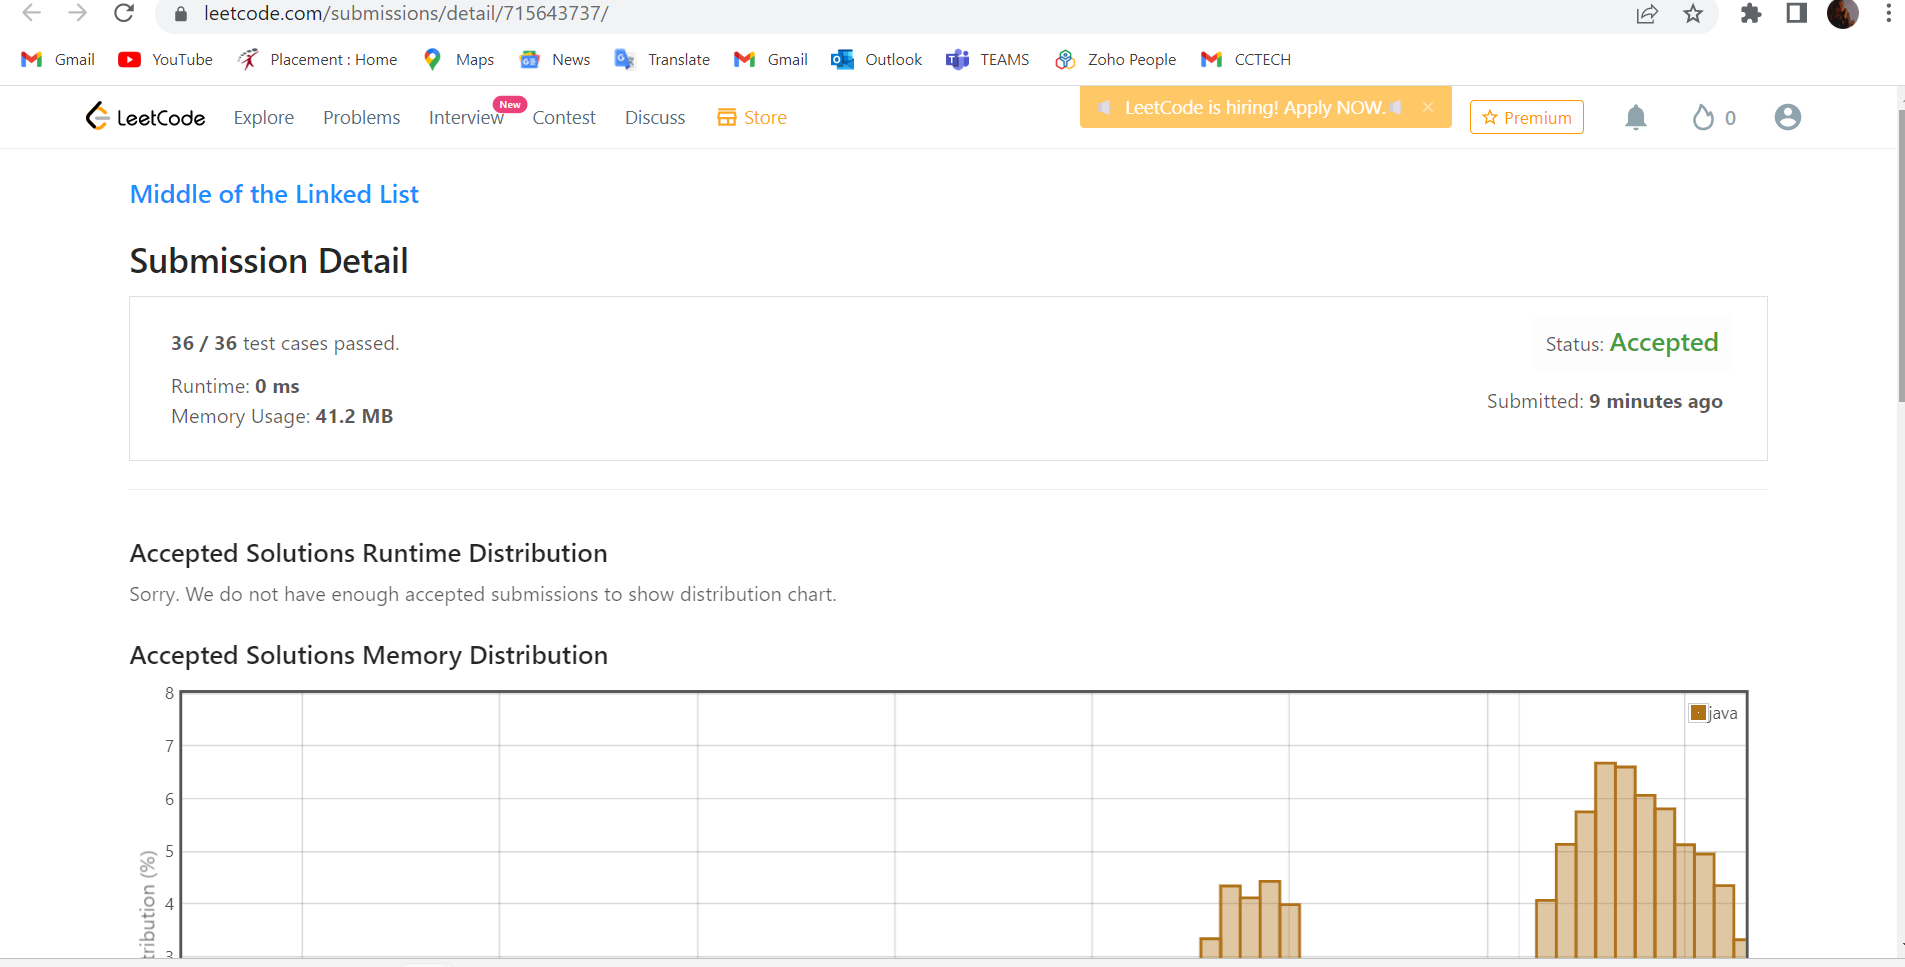 leetcode.com/submissions/detail/715643737/
Gmail YouTube Placement : Home Maps News Translate Gmail Outlook TEAMS Zoho People CCTECH
LeetCode Explore Problems Interview New Contest Discuss Store LeetCode is hiring! Apply NOW. × Premium 0
Middle of the Linked List
Submission Detail
36 / 36 test cases passed.
Status: Accepted
Runtime: 0 ms
Submitted: 9 minutes ago
Memory Usage: 41.2 MB
Accepted Solutions Runtime Distribution
Sorry. We do not have enough accepted submissions to show distribution chart.
Accepted Solutions Memory Distribution
8
java
7
6
5
4
3
tribution (%)